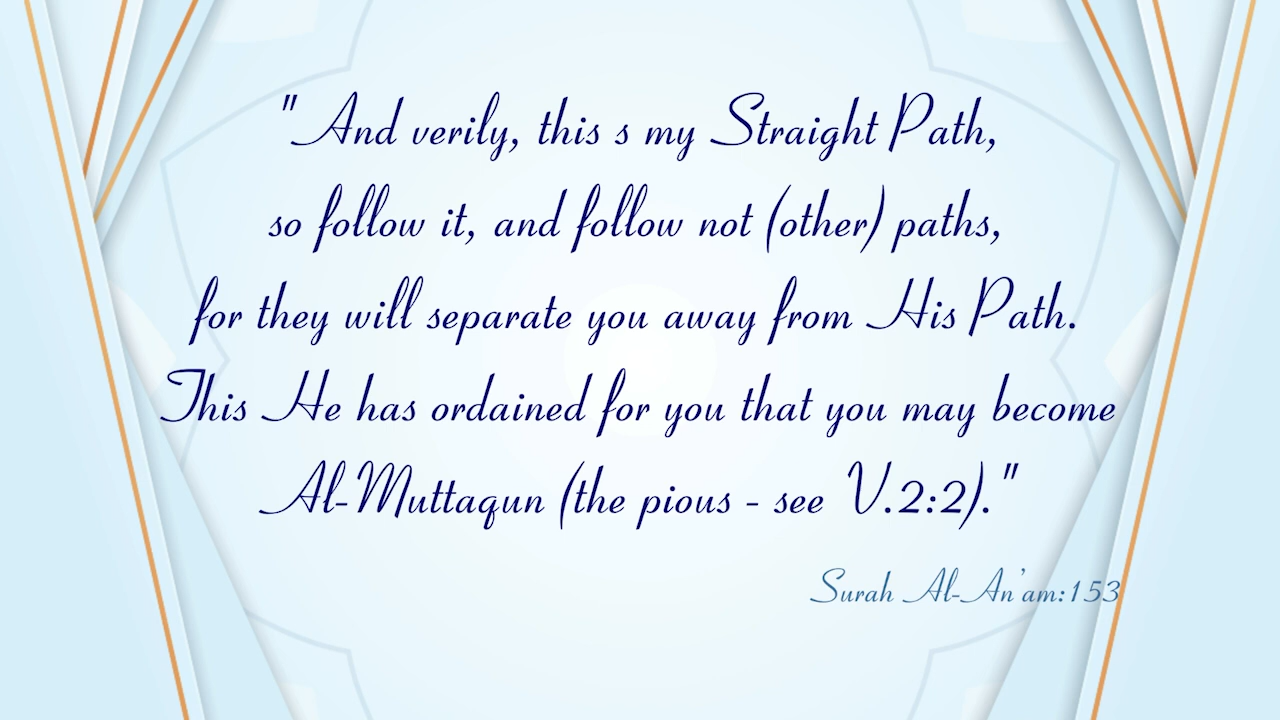 "And verily, this s my Straight Path,
so follow it, and follow not (other) paths,
for they will separate you away from His Path.
This He has ordained for you that you may become
Al-Muttaqun (the pious - see V.2:2)."
Surah Al-An'am:153